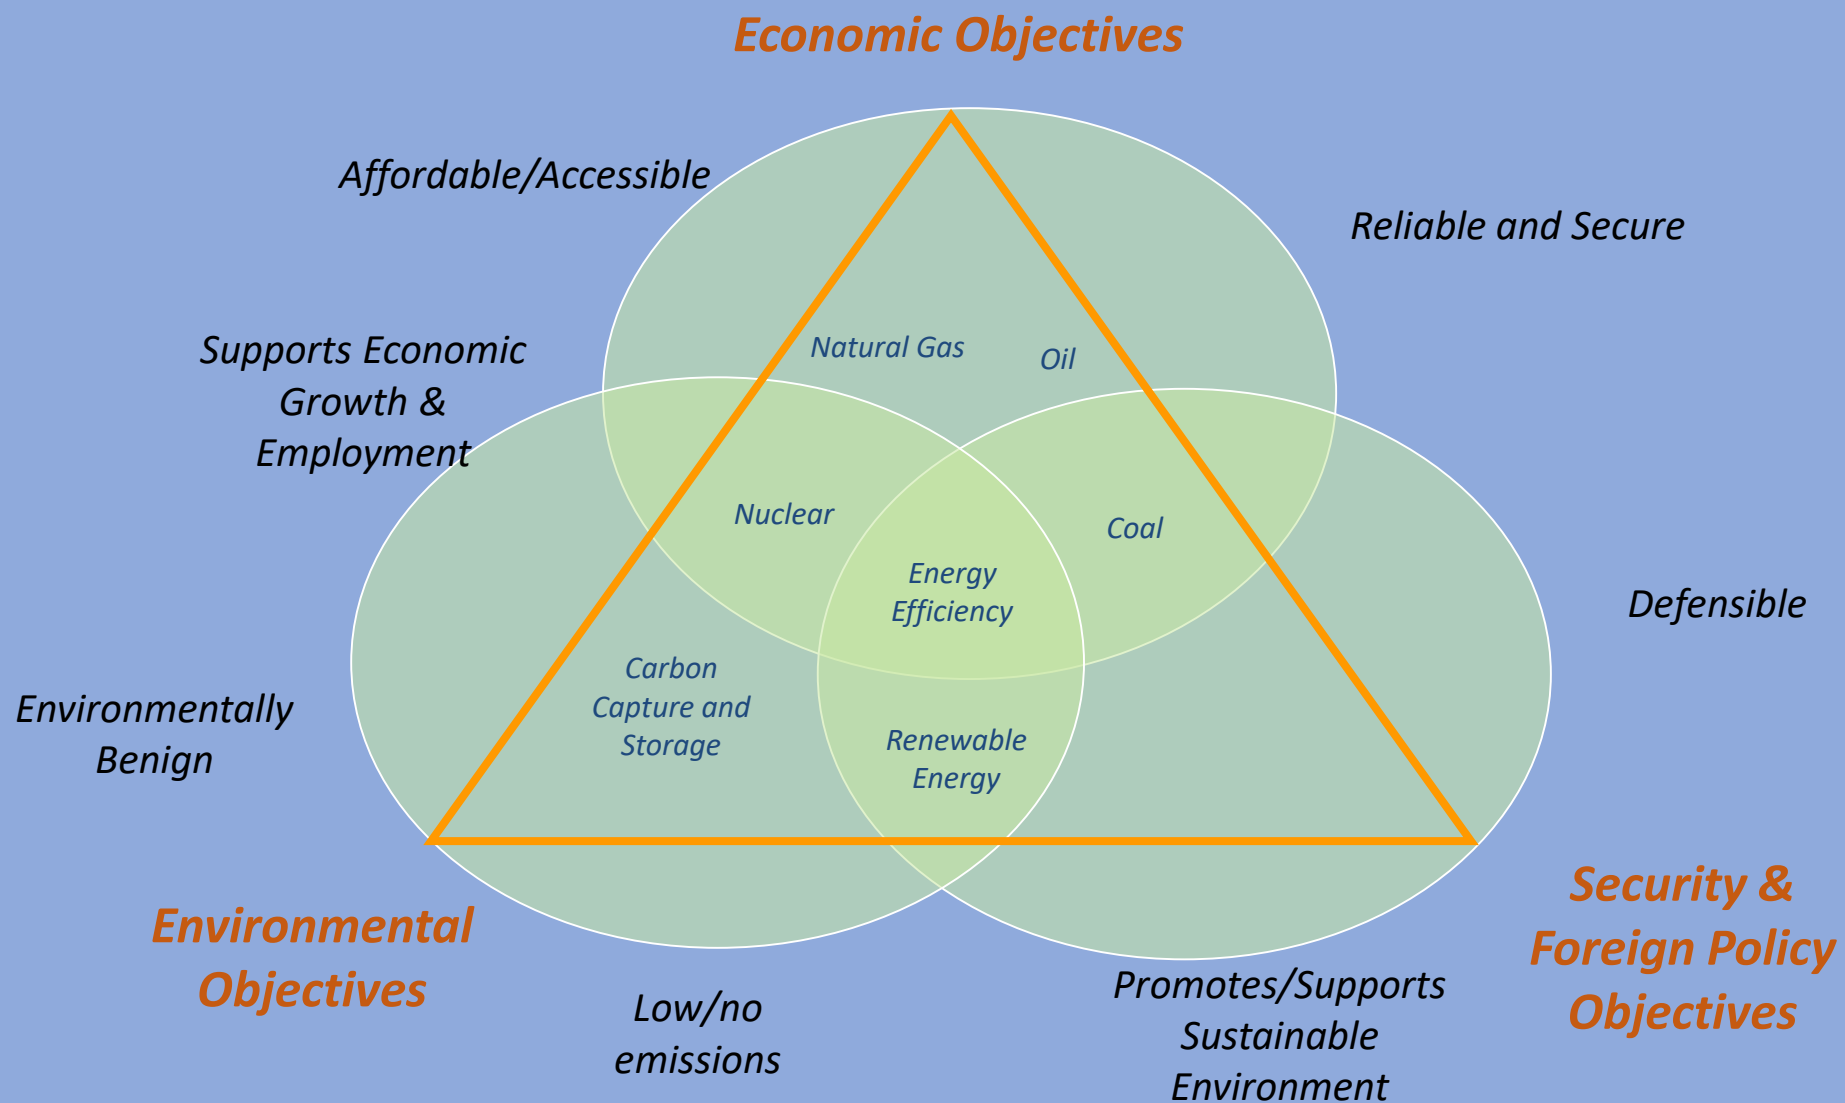 Economic Objectives
Affordable/Accessible
Reliable and Secure
Supports Economic
Growth &
Employment
Natural Gas
Oil
Nuclear
Coal
Energy
Efficiency
Defensible
Carbon
Capture and
Storage
Environmentally
Benign
Renewable
Energy
Environmental
Objectives
Security &
Foreign Policy
Objectives
Low/no
emissions
Promotes/Supports
Sustainable
Environment